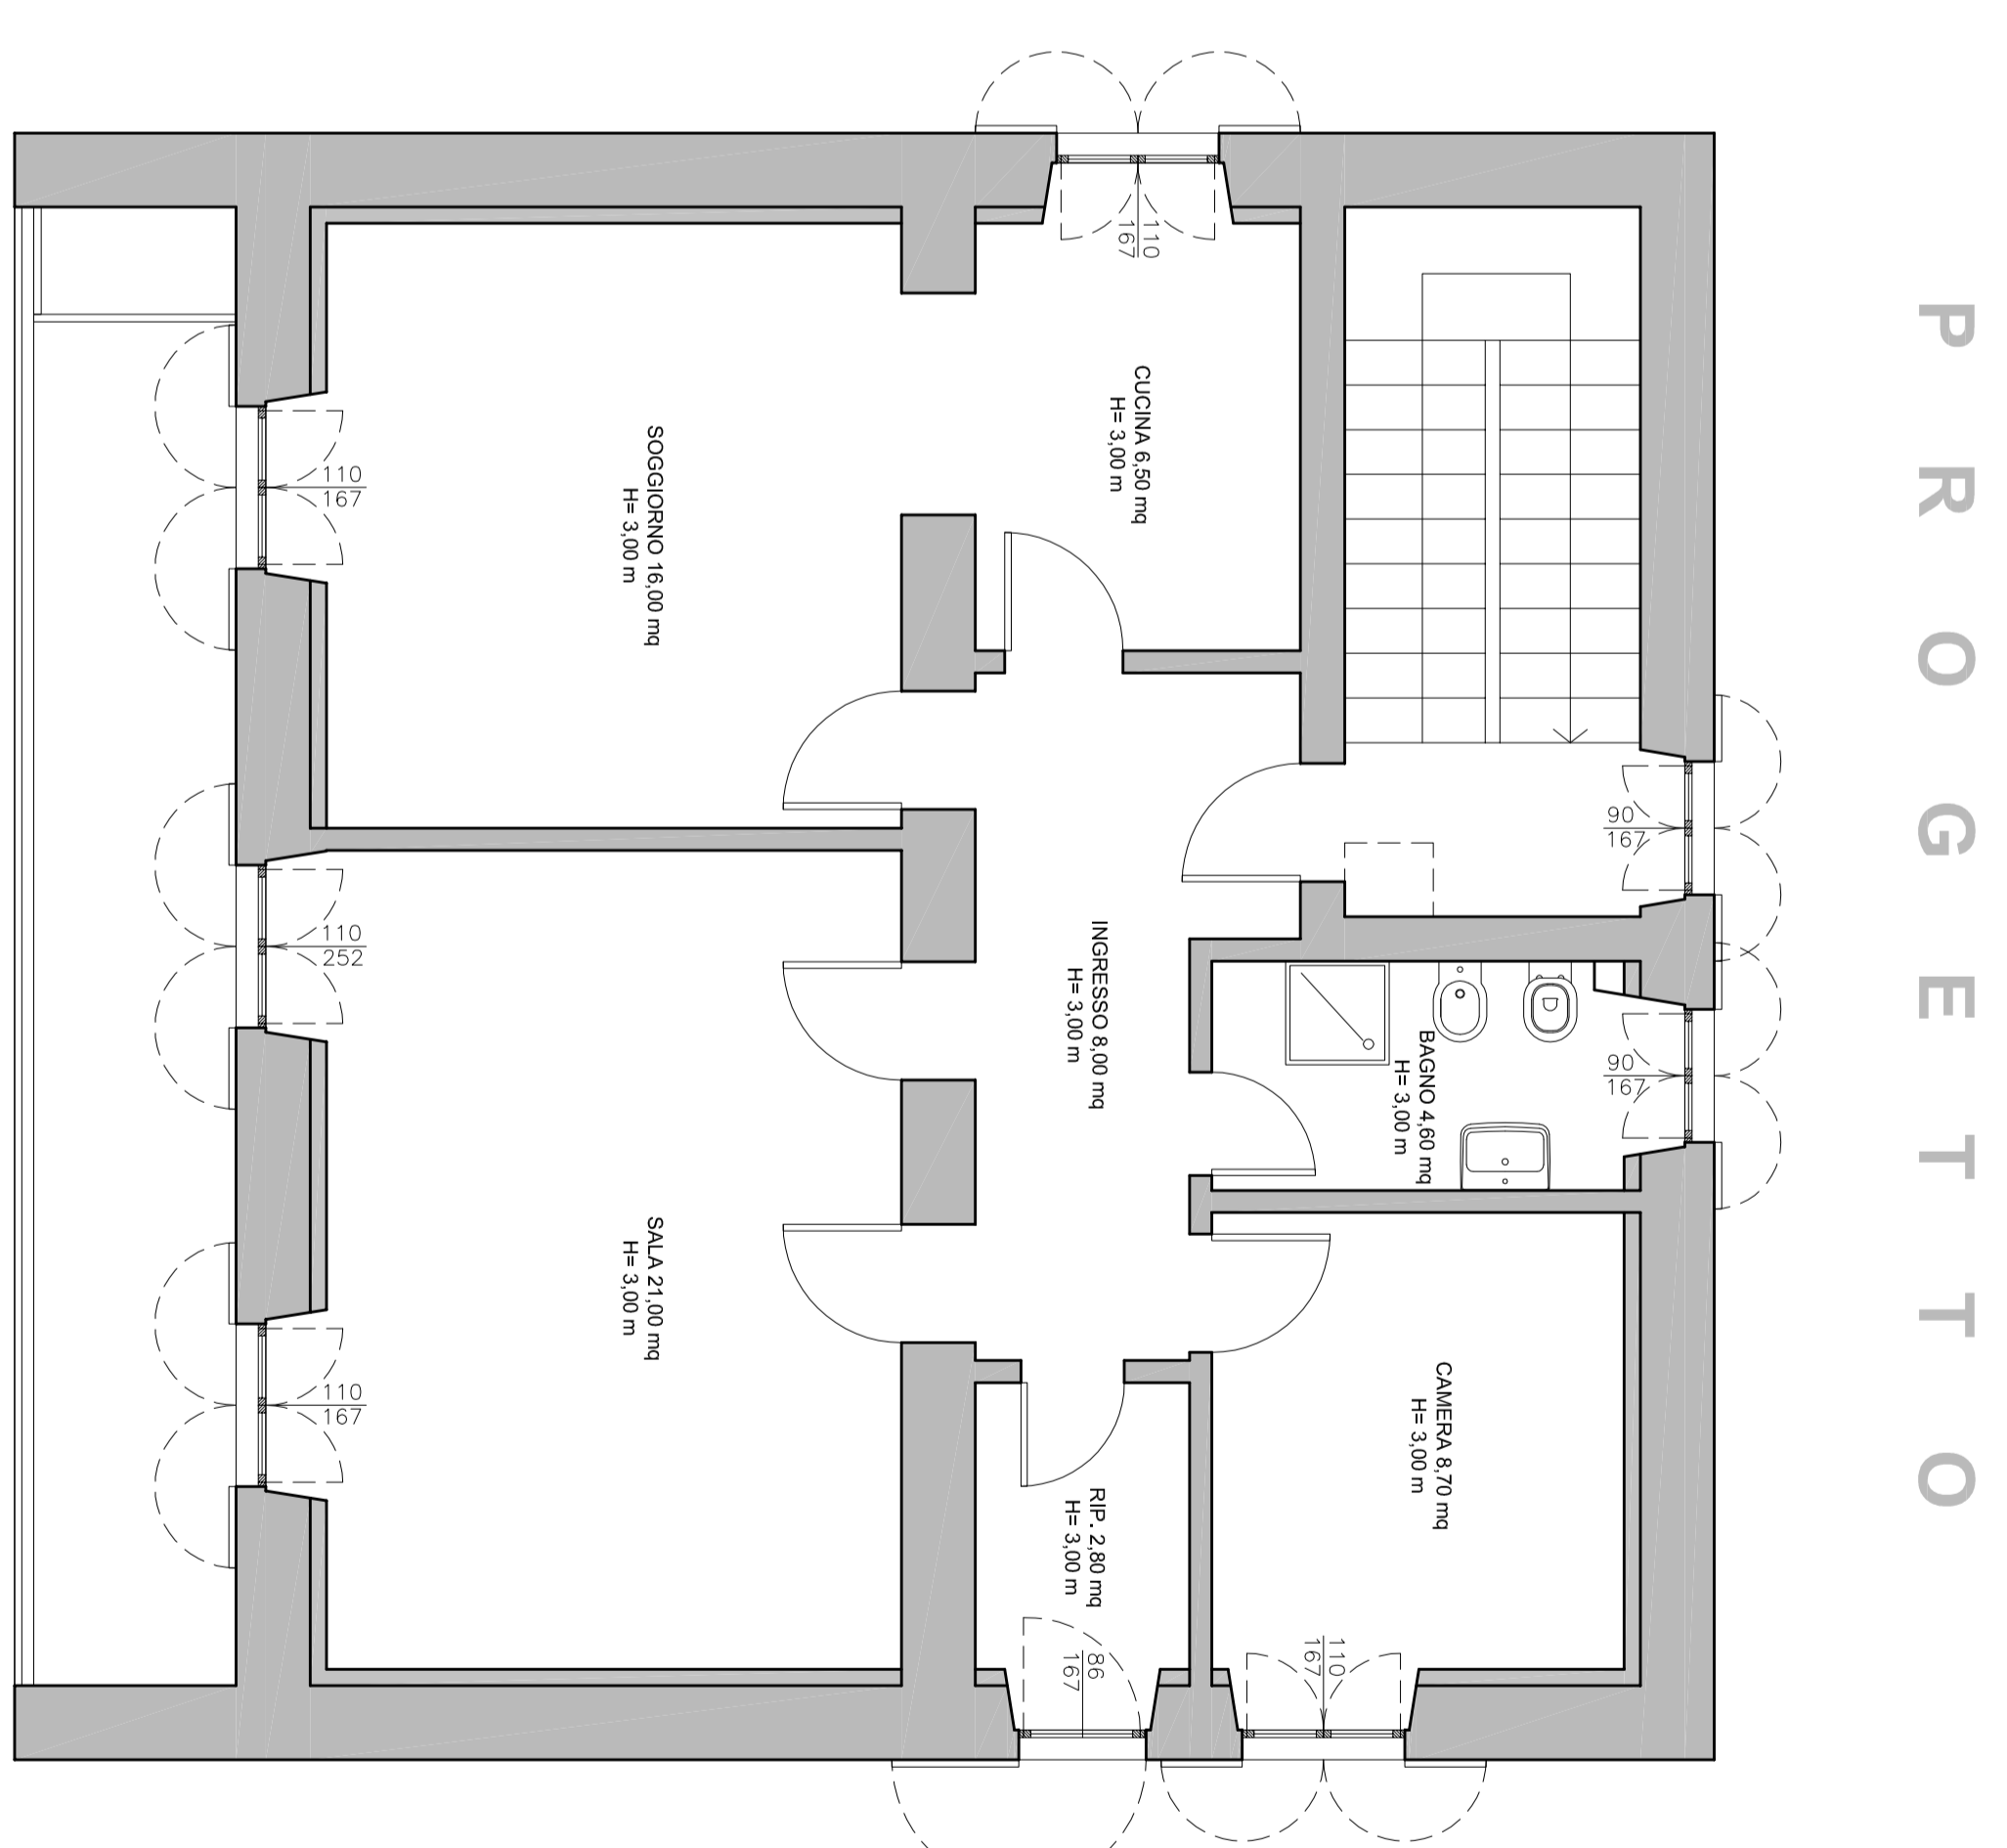 PROGETTO
110
167
CUCINA 6,50 mq
H= 3,00 m
SOGGIORNO 16,00 mq
H= 3,00 m
110
167
90
167
INGRESSO 8,00 mq
H= 3,00 m
110
252
BAGNO 4,60 mq
H= 3,00 m
90
167
SALA 21,00 mq
H= 3,00 m
110
167
CAMERA 8,70 mq
H= 3,00 m
RIP. 2,80 mq
H= 3,00 m
86
167
110
167